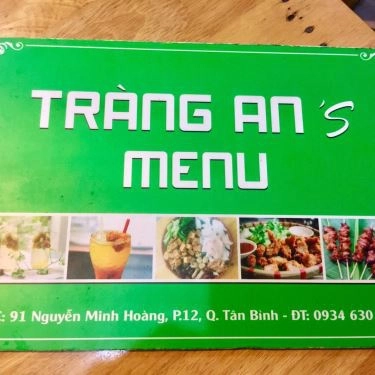 TRÀNG AN'S
MENU
: 91 Nguyễn Minh Hoàng, P.12, Q. Tân Bình - ĐT: 0934 630